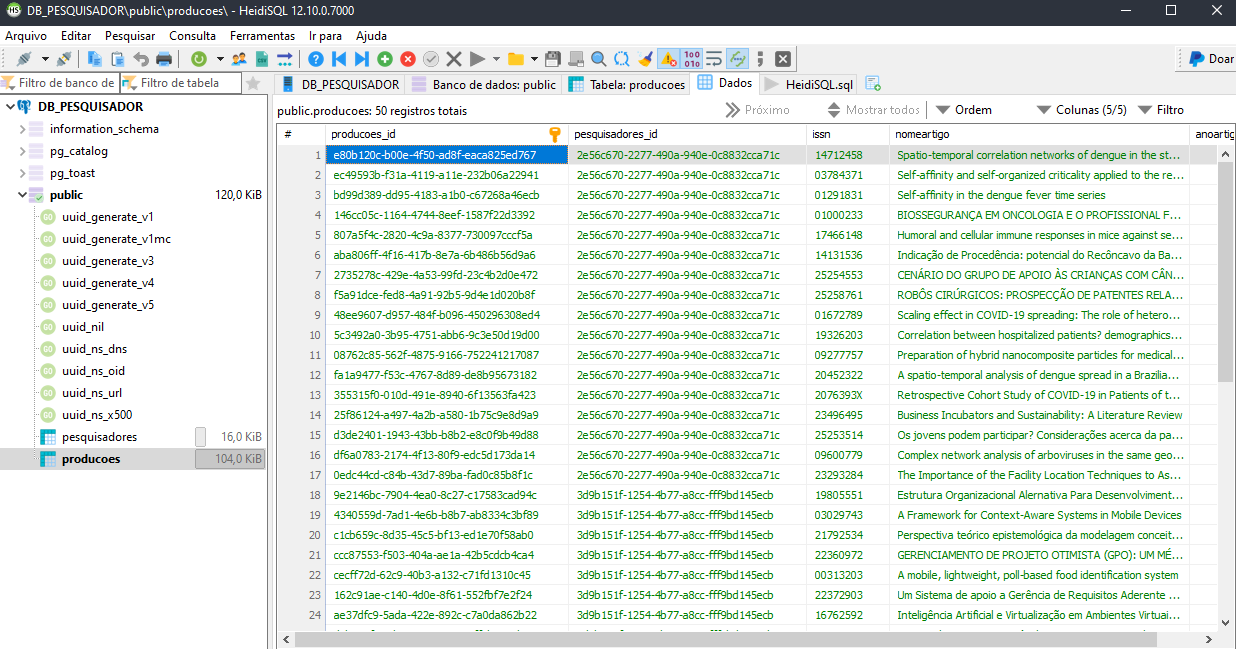 DB_PESQUISADOR\public\producoes\ - HeidiSQL 12.10.0.7000
Arquivo Editar Pesquisar Consulta Ferramentas Ir para Ajuda
Doar
Filtro de banco de Filtro de tabela
DB_PESQUISADOR Banco de dados: public Tabela: producoes Dados HeidiSQL.sql
DB_PESQUISADOR
information_schema
pg_catalog
pg_toast
public 120,0 KiB
uuid_generate_v1
uuid_generate_v1mc
uuid_generate_v3
uuid_generate_v4
uuid_generate_v5
uuid_nil
uuid_ns_dns
uuid_ns_oid
uuid_ns_url
uuid_ns_x500
pesquisadores 16,0 KiB
producoes 104,0 KiB
public.producoes: 50 registros totais Próximo Mostrar todos Ordem Colunas (5/5) Filtro
# producoes_id pesquisadores_id issn nomeartigo anoartig
1 e80b120c-b00e-4f50-ad8f-eaca825ed767 2e56c670-2277-490a-940e-0c8832cca71c 14712458 Spatio-temporal correlation networks of dengue in the st...
2 ec49593b-f31a-4119-a11e-232b06a22941 2e56c670-2277-490a-940e-0c8832cca71c 03784371 Self-affinity and self-organized criticality applied to the re...
3 bd99d389-dd95-4183-a1b0-c67268a46ecb 2e56c670-2277-490a-940e-0c8832cca71c 01291831 Self-affinity in the dengue fever time series
4 146cc05c-1164-4744-8eef-1587f22d3392 2e56c670-2277-490a-940e-0c8832cca71c 01000233 BIOSSEGURANÇA EM ONCOLOGIA E O PROFISSIONAL F...
5 807a5f4c-2820-4c9a-8377-730097cccf5a 2e56c670-2277-490a-940e-0c8832cca71c 17466148 Humoral and cellular immune responses in mice against se...
6 aba806ff-4f16-417b-8e7a-6b486b56d9a6 2e56c670-2277-490a-940e-0c8832cca71c 14131536 Indicação de Procedência: potencial do Recôncavo da Ba...
7 2735278c-429e-4a53-99fd-23c4b2d0e472 2e56c670-2277-490a-940e-0c8832cca71c 25254553 CENÁRIO DO GRUPO DE APOIO ÀS CRIANÇAS COM CÂN...
8 f5a91dce-fed8-4a91-92b5-9d4e1d020b8f 2e56c670-2277-490a-940e-0c8832cca71c 25258761 ROBÔS CIRÚRGICOS: PROSPECÇÃO DE PATENTES RELA...
9 48ee9607-d957-484f-b096-450296308ed4 2e56c670-2277-490a-940e-0c8832cca71c 01672789 Scaling effect in COVID-19 spreading: The role of hetero...
10 5c3492a0-3b95-4751-abb6-9c3e50d19d00 2e56c670-2277-490a-940e-0c8832cca71c 19326203 Correlation between hospitalized patients? demographics...
11 08762c85-562f-4875-9166-752241217087 2e56c670-2277-490a-940e-0c8832cca71c 09277757 Preparation of hybrid nanocomposite particles for medical...
12 fa1a9477-f53c-4767-8d89-de8b95673182 2e56c670-2277-490a-940e-0c8832cca71c 20452322 A spatio-temporal analysis of dengue spread in a Brazilia...
13 355315f0-010d-491e-8940-6f13563fa423 2e56c670-2277-490a-940e-0c8832cca71c 2076393X Retrospective Cohort Study of COVID-19 in Patients of t...
14 25f86124-a497-4a2b-a580-1b75c9e8d9a9 2e56c670-2277-490a-940e-0c8832cca71c 23496495 Business Incubators and Sustainability: A Literature Review
15 d3de2401-1943-43bb-b8b2-e8c0f9b49d88 2e56c670-2277-490a-940e-0c8832cca71c 25253514 Os jovens podem participar? Considerações acerca da pa...
16 df6a0783-2174-4f13-80f9-edc5d173da14 2e56c670-2277-490a-940e-0c8832cca71c 09600779 Complex network analysis of arboviruses in the same geo...
17 0edc44cd-c84b-43d7-89ba-fad0c85b8f1c 2e56c670-2277-490a-940e-0c8832cca71c 23293284 The Importance of the Facility Location Techniques to As...
18 9e2146bc-7904-4ea0-8c27-c17583cad94c 3d9b151f-1254-4b77-a8cc-fff9bd145ecb 19805551 Estrutura Organizacional Alernativa Para Desenvolviment...
19 4340559d-7ad1-4e6b-b8b7-ab8334c3bf89 3d9b151f-1254-4b77-a8cc-fff9bd145ecb 03029743 A Framework for Context-Aware Systems in Mobile Devices
20 c1cb659c-8d35-45c5-bf13-ed1e70f58ab0 3d9b151f-1254-4b77-a8cc-fff9bd145ecb 21792534 Perspectiva teórico epistemológica da modelagem conceit...
21 ccc87553-f503-404a-ae1a-42b5cdcb4ca4 3d9b151f-1254-4b77-a8cc-fff9bd145ecb 22360972 GERENCIAMENTO DE PROJETO OTIMISTA (GPO): UM MÉ...
22 cecff72d-62c9-40b3-a132-c71fd1310c45 3d9b151f-1254-4b77-a8cc-fff9bd145ecb 00313203 A mobile, lightweight, poll-based food identification system
23 162c91ae-c140-4d0e-8f61-552fbf7e2f24 3d9b151f-1254-4b77-a8cc-fff9bd145ecb 22372903 Um Sistema de apoio a Gerência de Requisitos Aderente ...
24 ae37dfc9-5ada-422e-892c-c7a0da862b22 3d9b151f-1254-4b77-a8cc-fff9bd145ecb 16762592 Inteligência Artificial e Virtualização em Ambientes Virtuai...